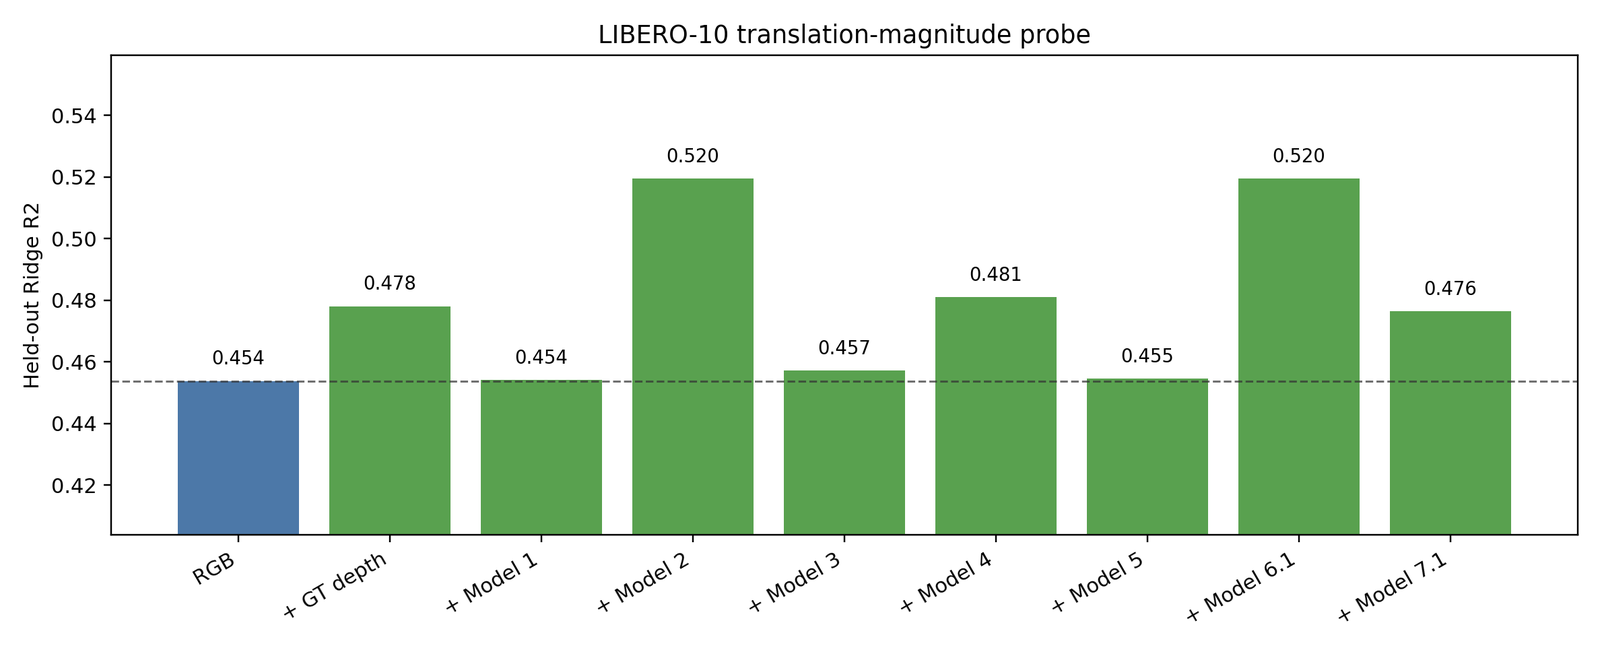 LIBERO-10 translation-magnitude probe
Held-out Ridge R2
0.54
0.52
0.50
0.48
0.46
0.44
0.42
0.454
0.478
0.454
0.520
0.457
0.481
0.455
0.520
0.476
RGB
+ GT depth
+ Model 1
+ Model 2
+ Model 3
+ Model 4
+ Model 5
+ Model 6.1
+ Model 7.1